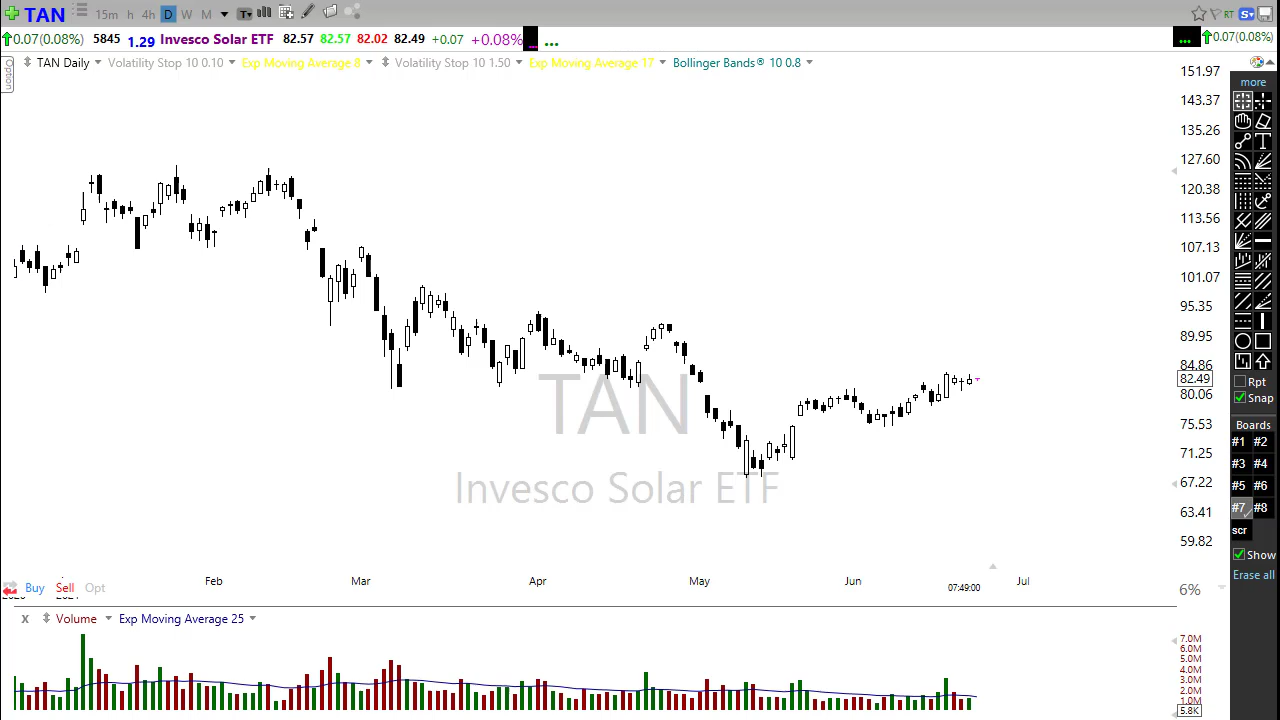 TAN 15m h 4h D W M T RT S
0.07(0.08%) 5845 1.29 Invesco Solar ETF 82.57 82.57 82.02 82.49 +0.07 +0.08% ... ... ... 0.07(0.08%)
Option
TAN Daily Volatility Stop 10 0.10 Exp Moving Average 8 Volatility Stop 10 1.50 Exp Moving Average 17 Bollinger Bands® 10 0.8
151.97
143.37
135.26
127.60
120.38
113.56
107.13
101.07
95.35
89.95
84.86
82.49
80.06
75.53
71.25
67.22
63.41
59.82
more
T
Rpt
Snap
Boards
#1 #2
#3 #4
#5 #6
#7 #8
scr
Show
Erase all
TAN
Invesco Solar ETF
Feb Mar Apr May Jun Jul
Buy Sell Opt 07:49:00 6%
X Volume Exp Moving Average 25
7.0M
6.0M
5.0M
4.0M
3.0M
2.0M
1.0M
5.8K